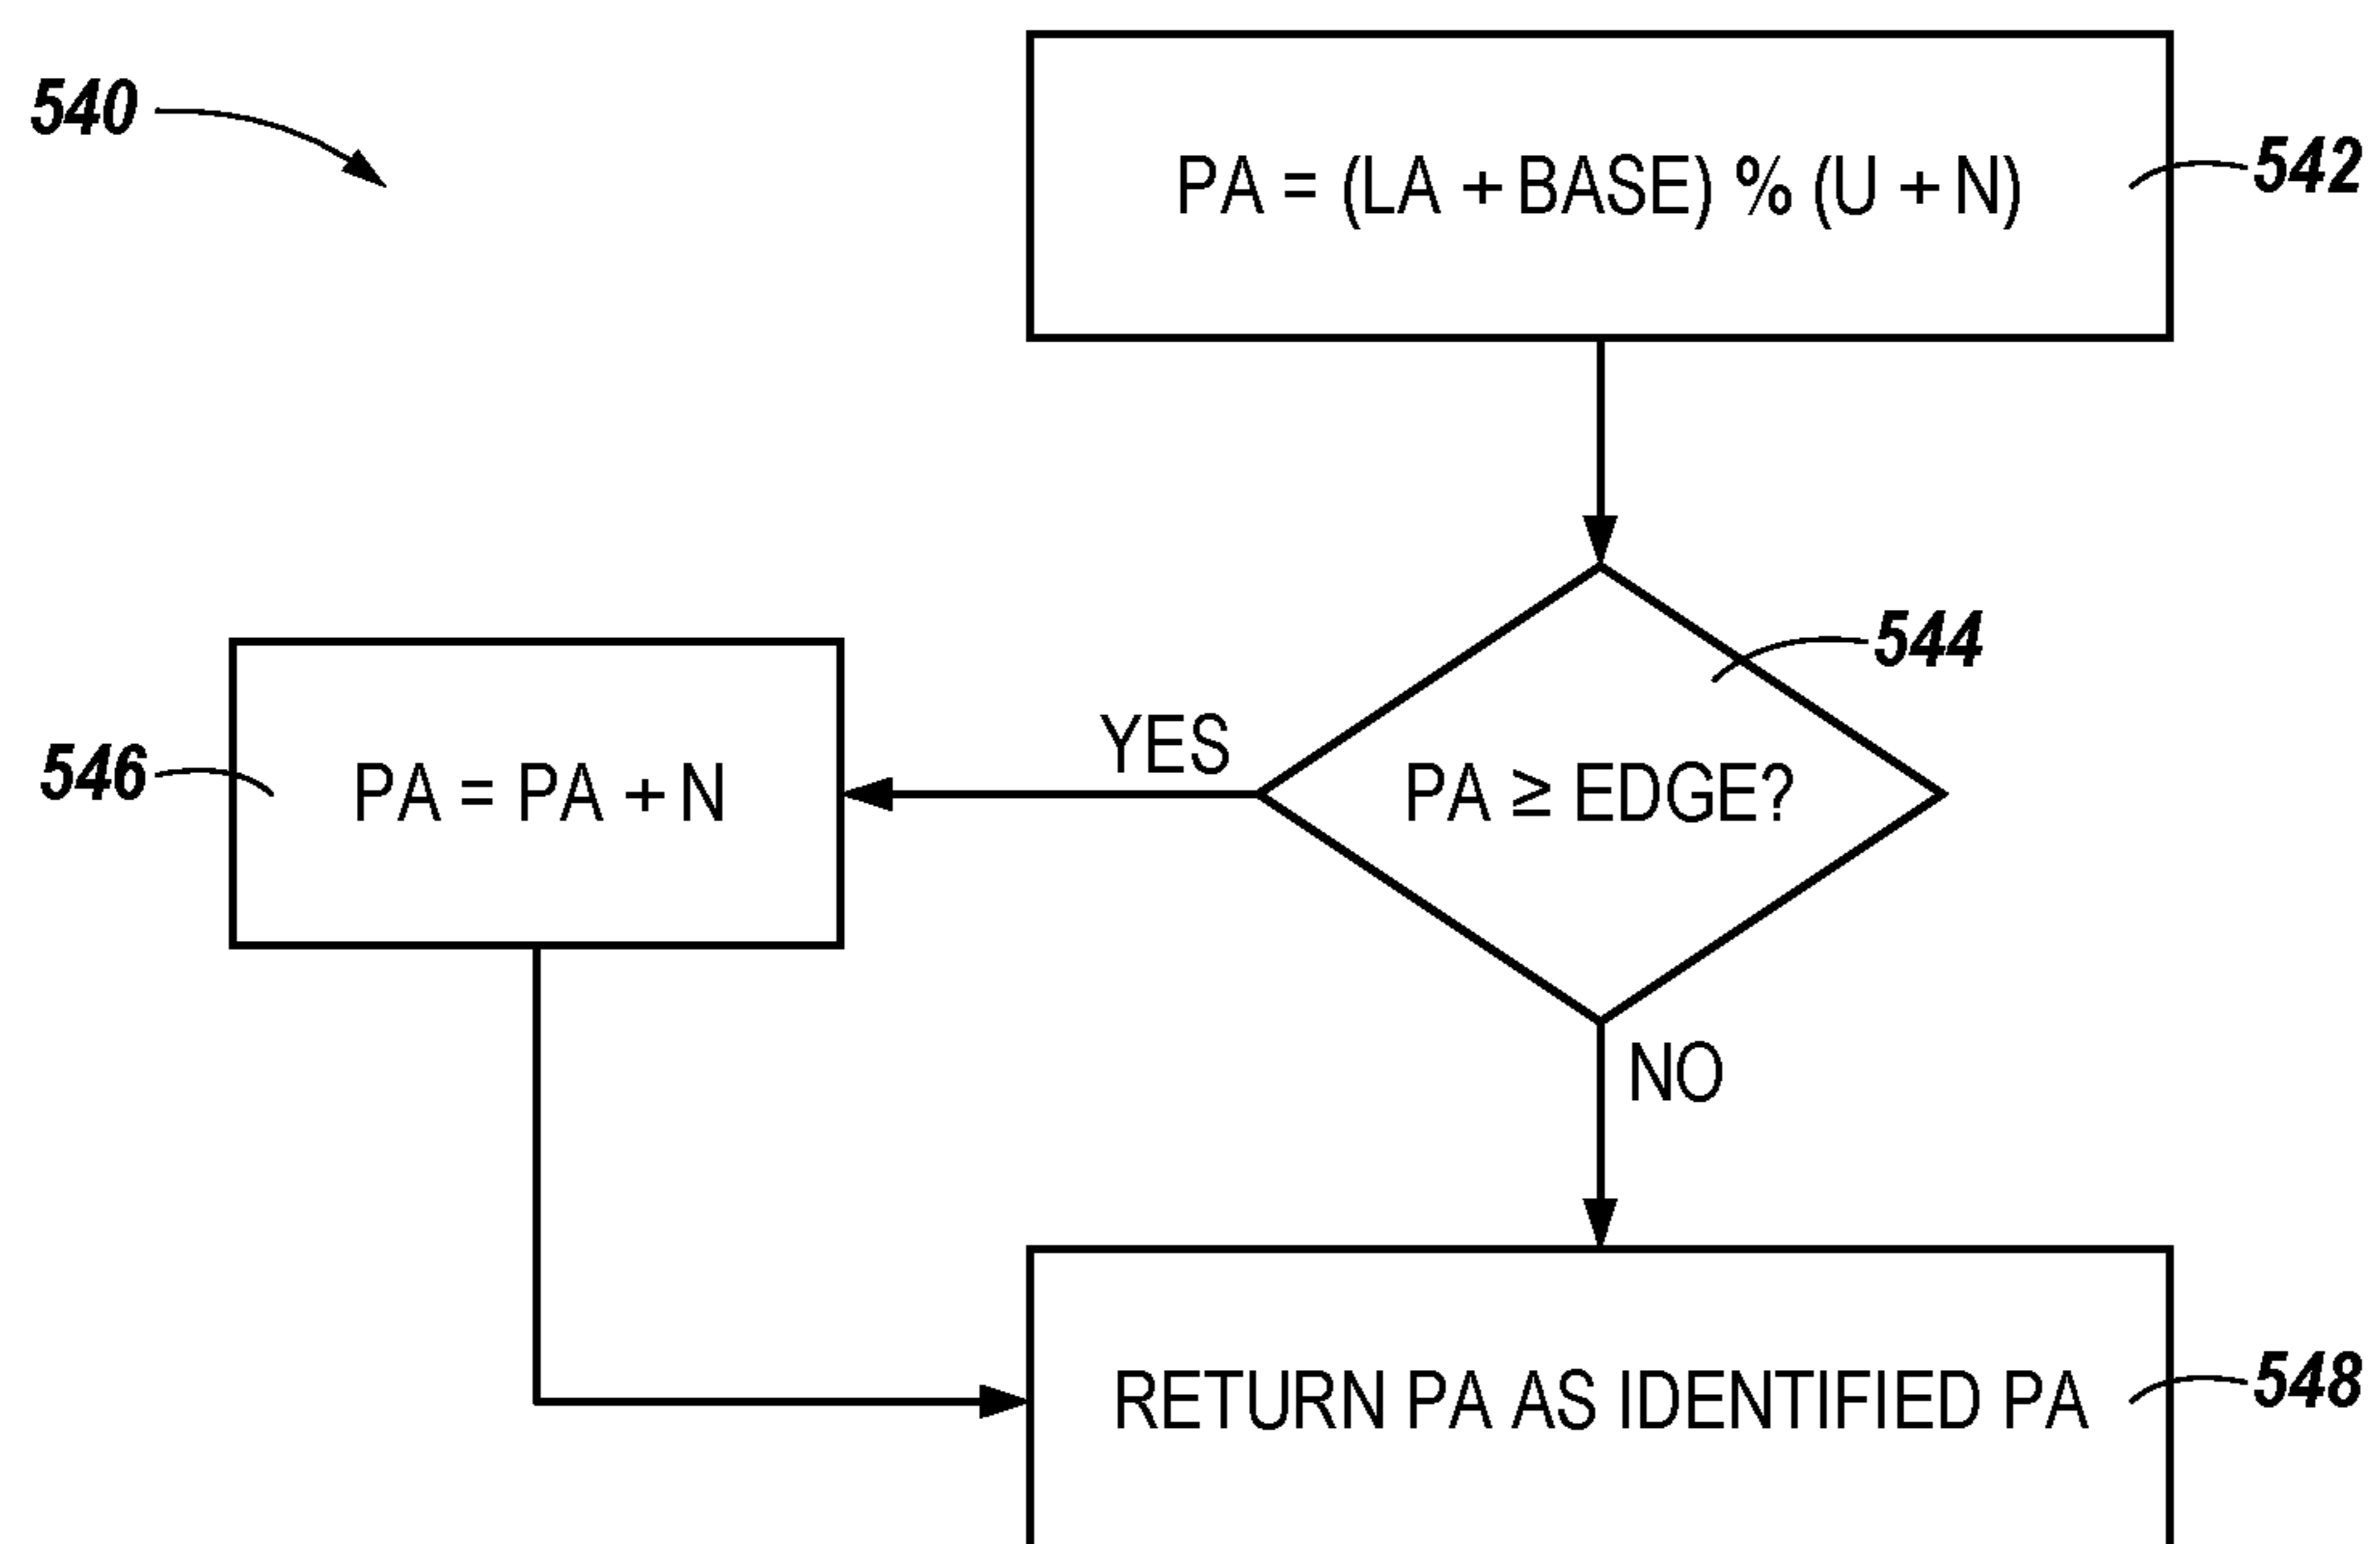 540
PA = (LA + BASE) % (U + N)
542
544
YES
PA ≥ EDGE?
546
PA = PA + N
NO
RETURN PA AS IDENTIFIED PA
548